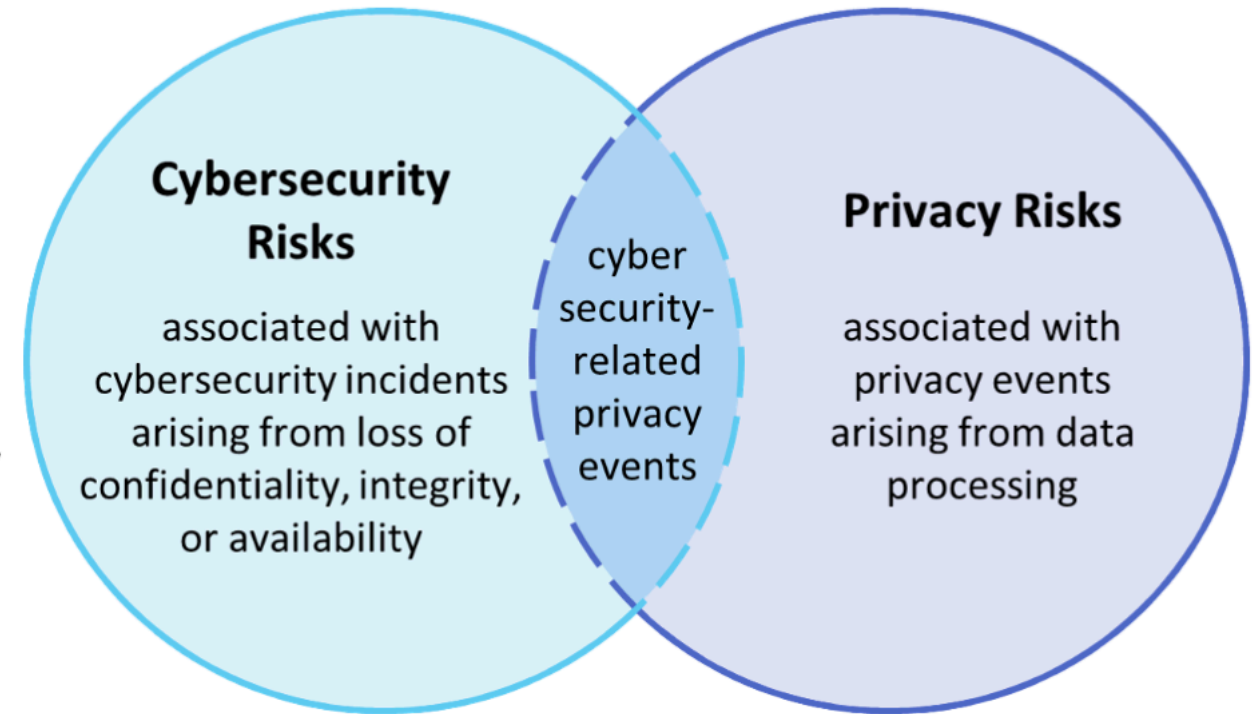 Cybersecurity
Risks
associated with
cybersecurity incidents
arising from loss of
confidentiality, integrity,
or availability
cyber
security-
related
privacy
events
Privacy Risks
associated with
privacy events
arising from data
processing